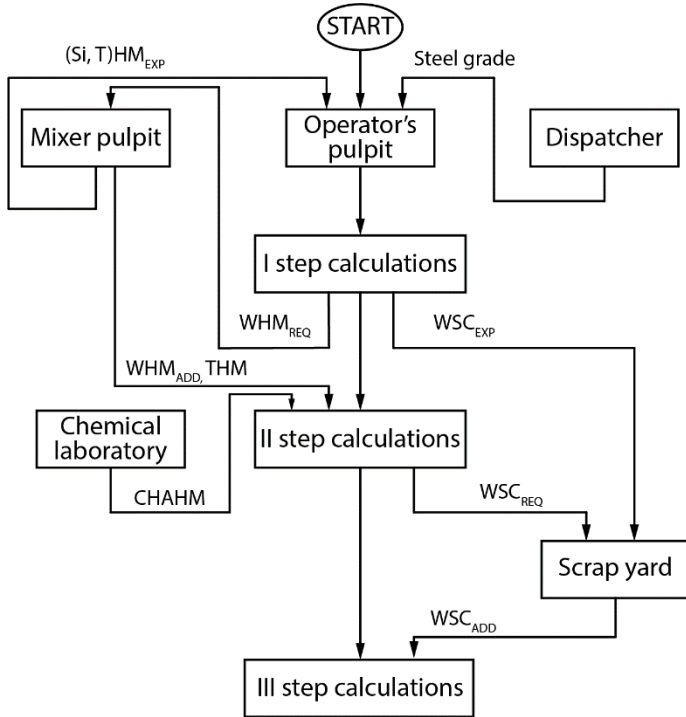 START
(Si, T)HM_EXP
Steel grade
Mixer pulpit
Operator’s
pulpit
Dispatcher
I step calculations
WHM_REQ
WSC_EXP
WHM_ADD, THM
Chemical
laboratory
II step calculations
CHAHM
WSC_REQ
Scrap yard
WSC_ADD
III step calculations